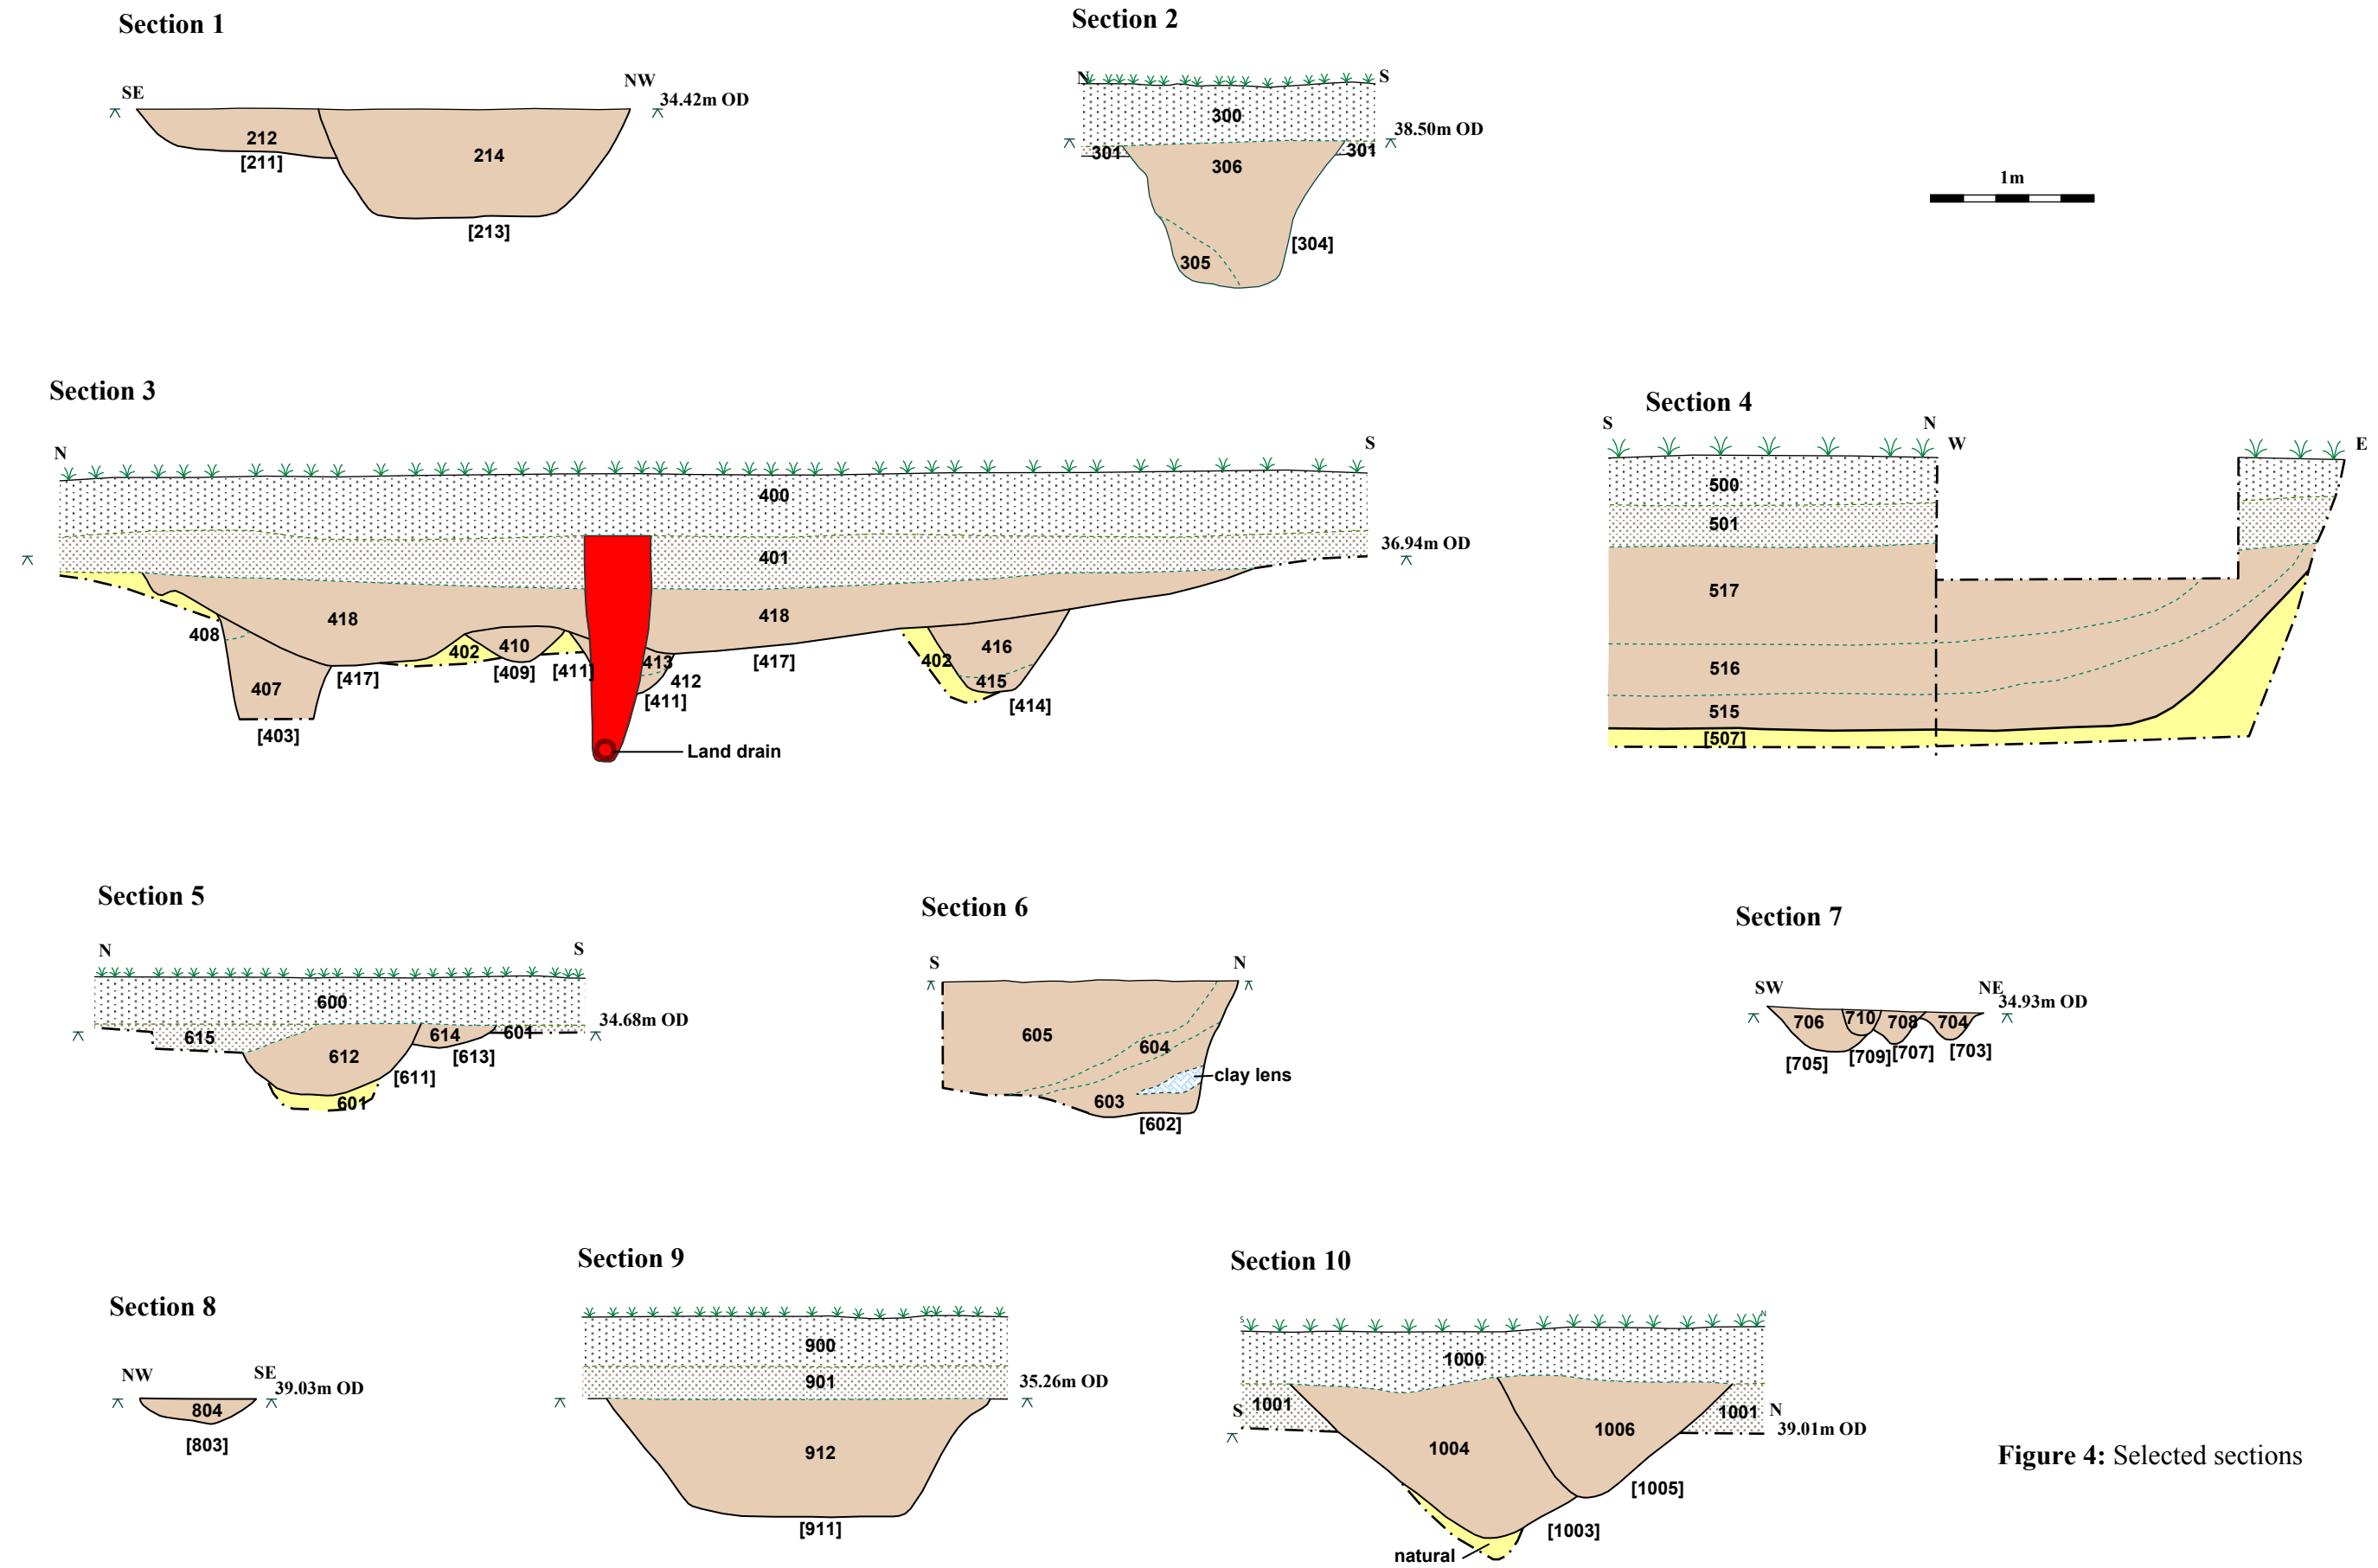 Section 1
SE
NW
34.42m OD
212
[211]
214
[213]
Section 2
N
S
300
38.50m OD
301
301
306
305
[304]
1m
Section 3
N
S
400
401
36.94m OD
418
418
408
407
[403]
[417]
402
410
[409]
[411]
413
412
[411]
[417]
402
416
415
[414]
Land drain
Section 4
S
N
W
E
500
501
517
516
515
[507]
Section 5
N
S
600
34.68m OD
615
614
601
612
[613]
[611]
601
Section 6
S
N
605
604
clay lens
603
[602]
Section 7
SW
NE
34.93m OD
706
710
708
704
[705]
[709]
[707]
[703]
Section 8
NW
SE
39.03m OD
804
[803]
Section 9
900
901
35.26m OD
912
[911]
Section 10
S
N
1000
1001
1001
S
N
39.01m OD
1004
1006
[1005]
[1003]
natural
Figure 4: Selected sections